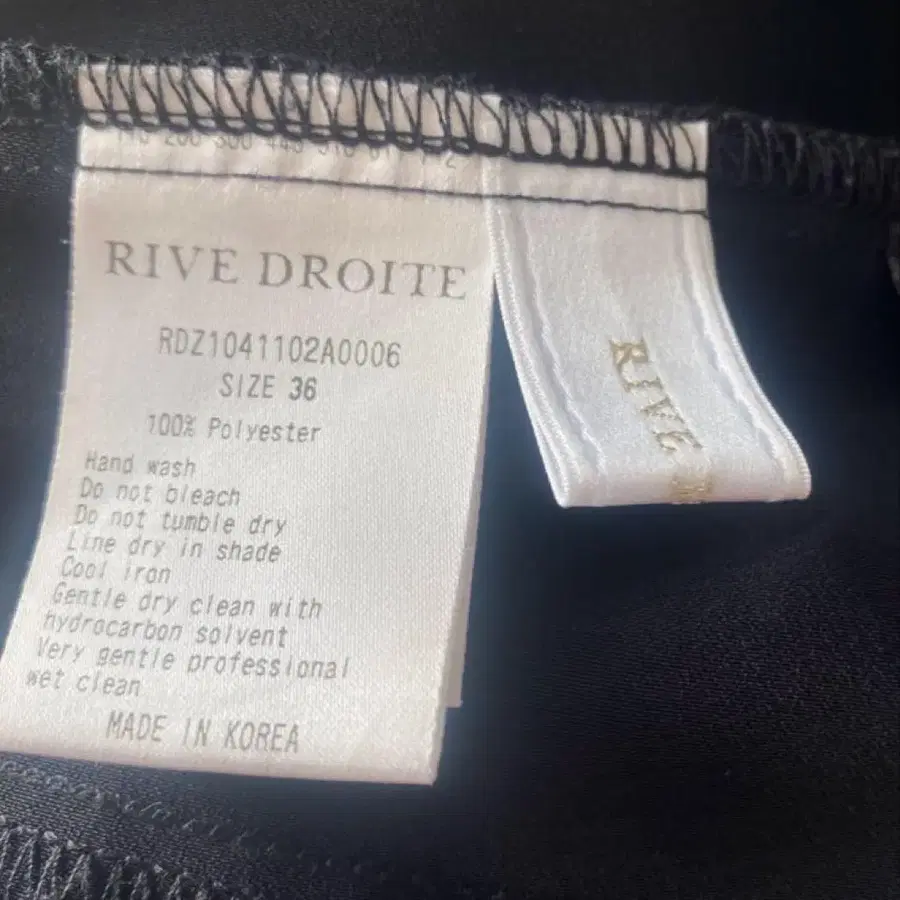 RIVE DROITE
RDZ1041102A0006
SIZE 36
100% Polyester
Hand wash
Do not bleach
Do not tumble dry
Line dry in shade
Cool iron
Gentle dry clean with
hydrocarbon solvent
Very gentle professional
wet clean
MADE IN KOREA
RIVE